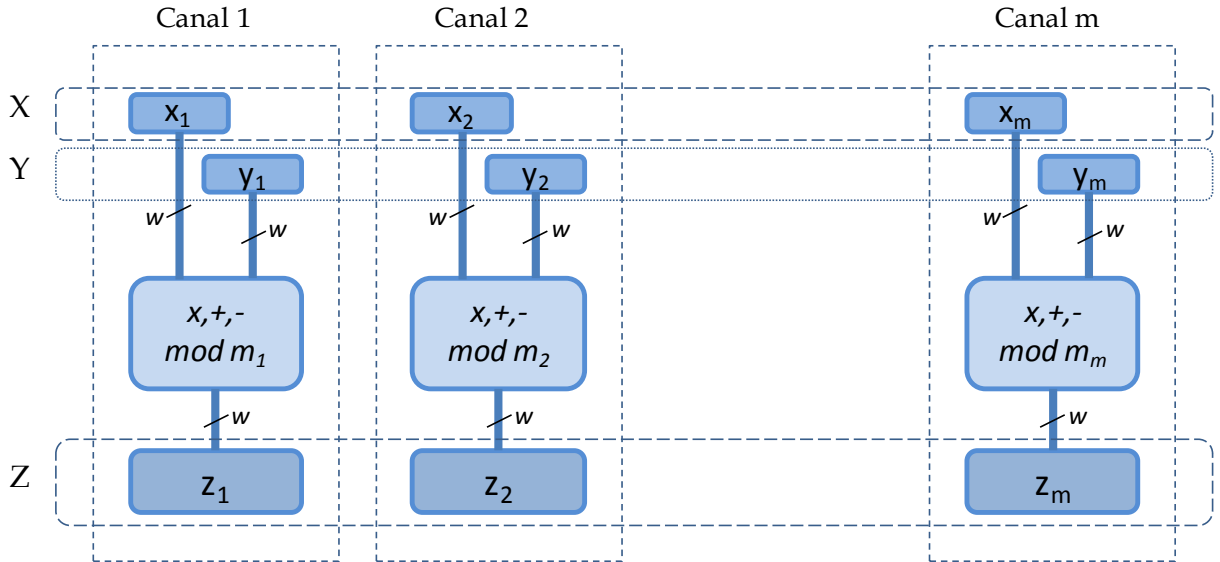 Canal 1 Canal 2 Canal m
X x₁ x₂ xₘ
Y y₁ y₂ yₘ
w w w
w w w
x,+,- x,+,- x,+,-
mod m₁ mod m₂ mod mₘ
w w w
Z z₁ z₂ zₘ